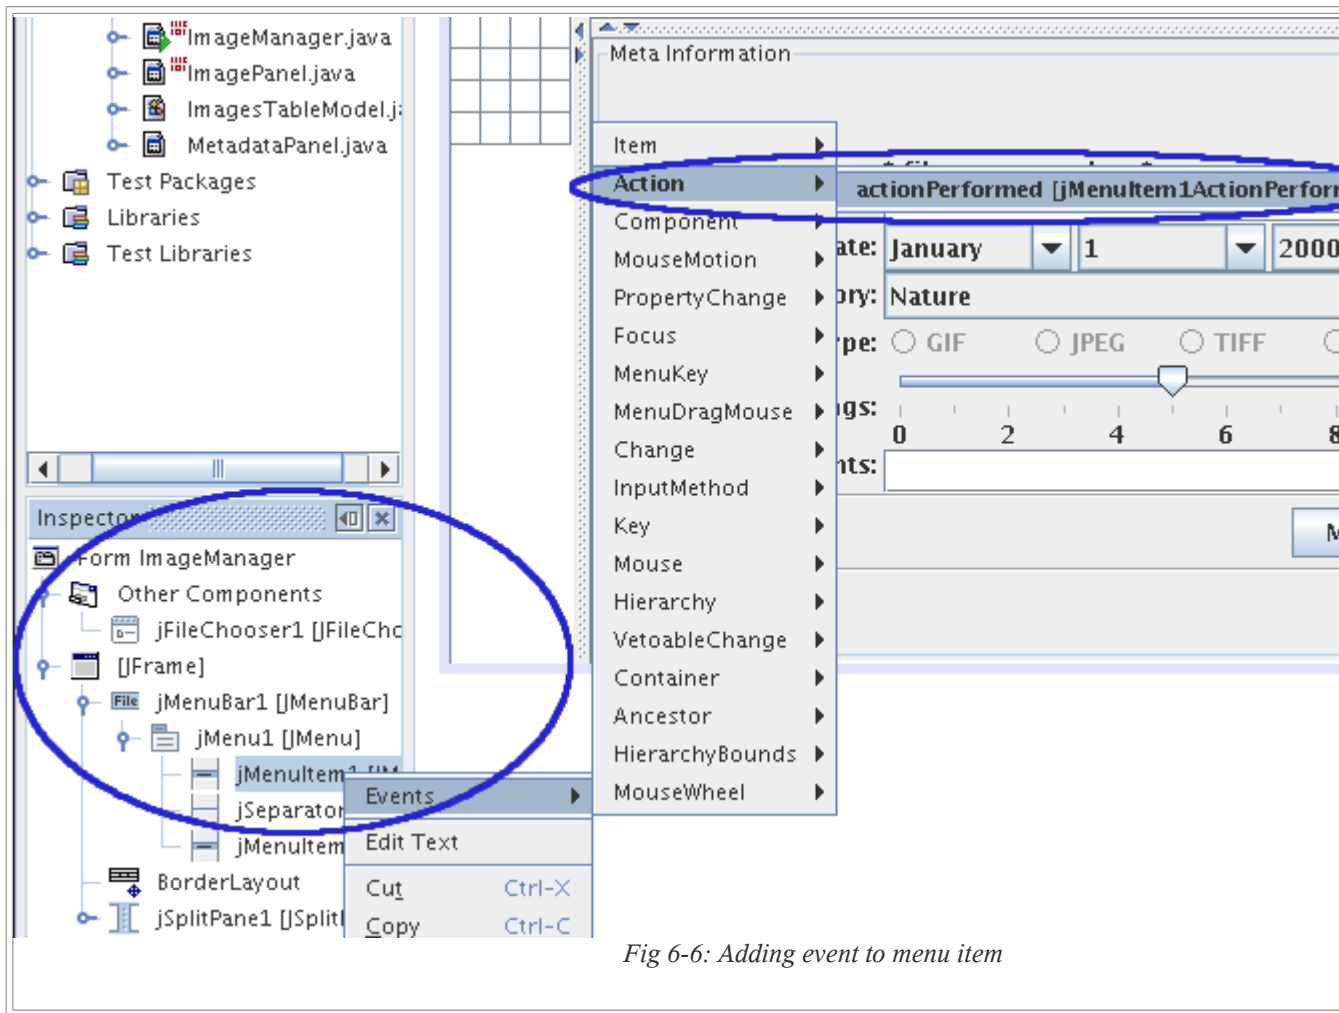 ImageManager.java
ImagePanel.java
ImagesTableModel.ja
MetadataPanel.java
Test Packages
Libraries
Test Libraries
Inspector
Form ImageManager
Other Components
jFileChooser1 [JFileCho
[JFrame]
jMenuBar1 [JMenuBar]
jMenu1 [JMenu]
jMenuItem1 [JM
jSeparator
jMenuItem
BorderLayout
jSplitPane1 [JSplitP
Events
Edit Text
Cut Ctrl-X
Copy Ctrl-C
Meta Information
Item
Action
Component
MouseMotion
PropertyChange
Focus
MenuKey
MenuDragMouse
Change
InputMethod
Key
Mouse
Hierarchy
VetoableChange
Container
Ancestor
HierarchyBounds
MouseWheel
actionPerformed [jMenuItem1ActionPerform
ate: January 1 2000
ory: Nature
pe: GIF JPEG TIFF
ngs:
0 2 4 6 8
nts:
M
Fig 6-6: Adding event to menu item